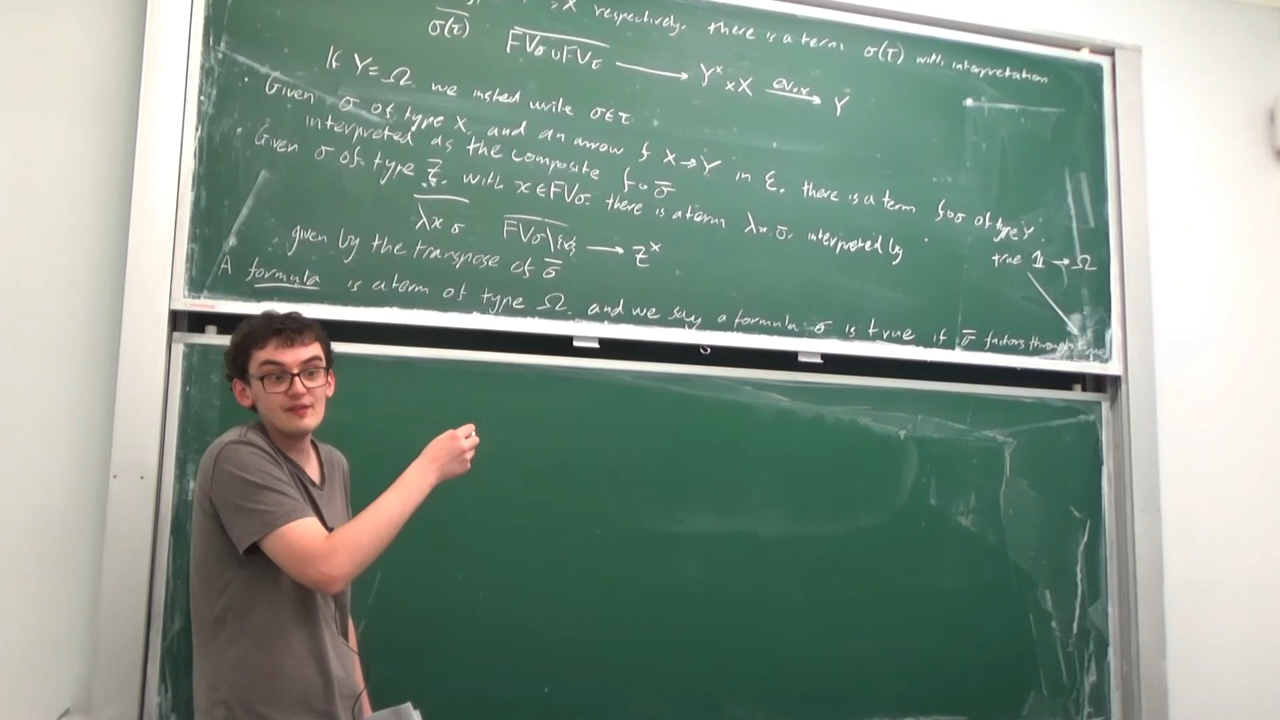 X respectively, there is a term σ(τ) with interpretation
σ(τ) FVσ ∪ FVτ ⟶ Y^X × X ev_{Y,X}⟶ Y
If Y = Ω we insted write σ∈τ.
Given σ of type X, and an arrow f X→Y in ℰ, there is a term f∘σ of type Y
interpreted as the composite f∘σ̄
Given σ of type Z, with x∈FVσ there is a term λx.σ, interpreted by
λx σ FVσ\{x} ⟶ Z^X
given by the transpose of σ̄
true 𝟙 → Ω
A formula is a term of type Ω, and we say a formula σ is true if σ̄ factors through true